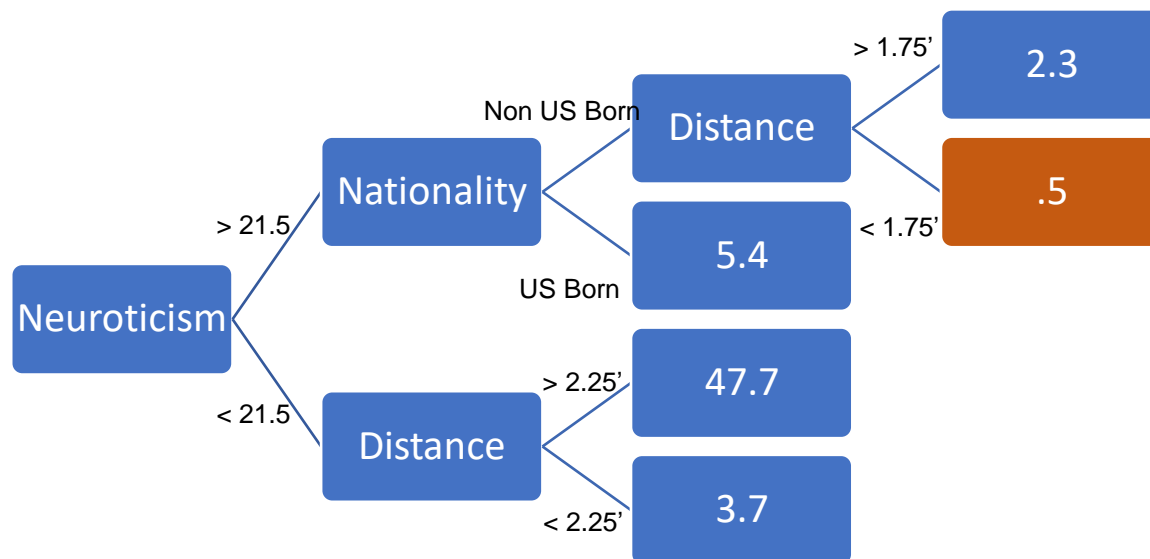 > 1.75’
2.3
Non US Born
Distance
Nationality
.5
> 21.5
< 1.75’
5.4
US Born
Neuroticism
> 2.25’
47.7
< 21.5
Distance
< 2.25’
3.7